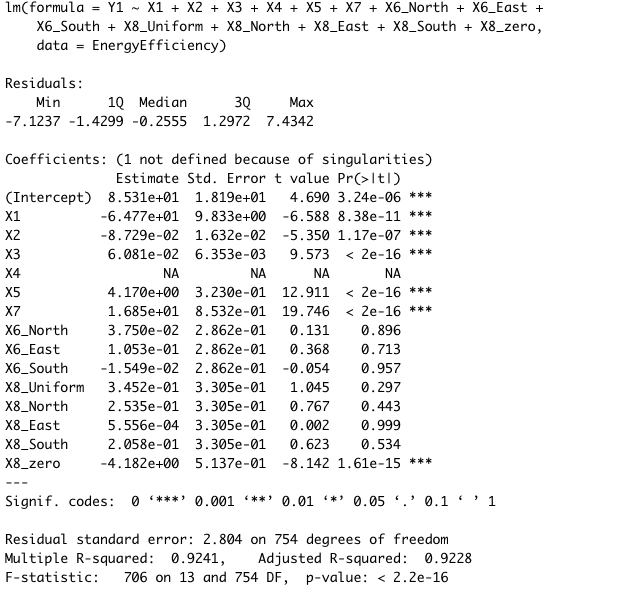 lm(formula = Y1 ~ X1 + X2 + X3 + X4 + X5 + X7 + X6_North + X6_East +
    X6_South + X8_Uniform + X8_North + X8_East + X8_South + X8_zero,
    data = EnergyEfficiency)

Residuals:
    Min      1Q  Median      3Q     Max
-7.1237 -1.4299 -0.2555  1.2972  7.4342

Coefficients: (1 not defined because of singularities)
              Estimate Std. Error t value Pr(>|t|)
(Intercept)  8.531e+01  1.819e+01   4.690 3.24e-06 ***
X1          -6.477e+01  9.833e+00  -6.588 8.38e-11 ***
X2          -8.729e-02  1.632e-02  -5.350 1.17e-07 ***
X3           6.081e-02  6.353e-03   9.573  < 2e-16 ***
X4                  NA         NA      NA       NA
X5           4.170e+00  3.230e-01  12.911  < 2e-16 ***
X7           1.685e+01  8.532e-01  19.746  < 2e-16 ***
X6_North     3.750e-02  2.862e-01   0.131    0.896
X6_East      1.053e-01  2.862e-01   0.368    0.713
X6_South    -1.549e-02  2.862e-01  -0.054    0.957
X8_Uniform   3.452e-01  3.305e-01   1.045    0.297
X8_North     2.535e-01  3.305e-01   0.767    0.443
X8_East      5.556e-04  3.305e-01   0.002    0.999
X8_South     2.058e-01  3.305e-01   0.623    0.534
X8_zero     -4.182e+00  5.137e-01  -8.142 1.61e-15 ***
---
Signif. codes:  0 ‘***’ 0.001 ‘**’ 0.01 ‘*’ 0.05 ‘.’ 0.1 ‘ ’ 1

Residual standard error: 2.804 on 754 degrees of freedom
Multiple R-squared:  0.9241,    Adjusted R-squared:  0.9228
F-statistic:   706 on 13 and 754 DF,  p-value: < 2.2e-16